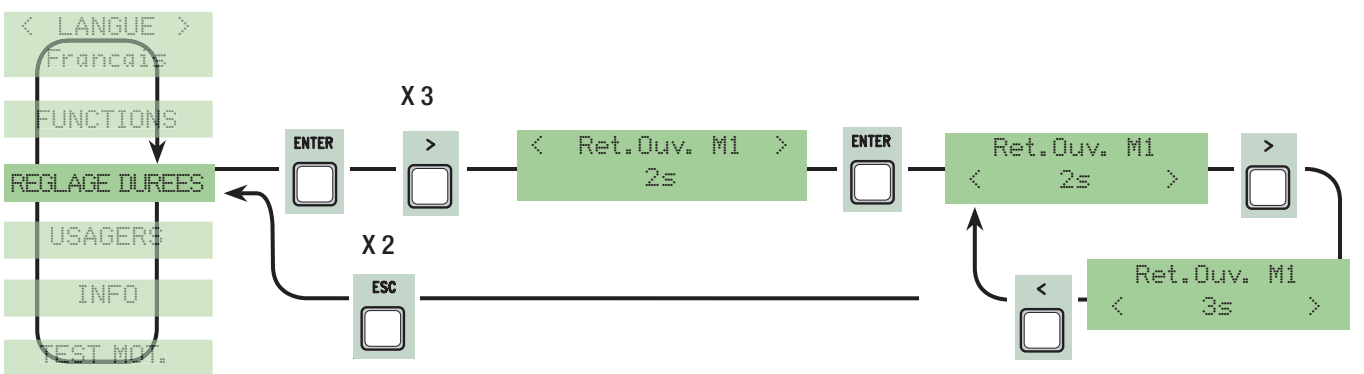 < LANGUE >
Francais
FUNCTIONS
REGLAGE DUREES
USAGERS
INFO
TEST MOT.
ENTER
X 3
>
< Ret.Ouv. M1 >
2s
ENTER
Ret.Ouv. M1
< 2s >
>
Ret.Ouv. M1
< 3s >
<
X 2
ESC